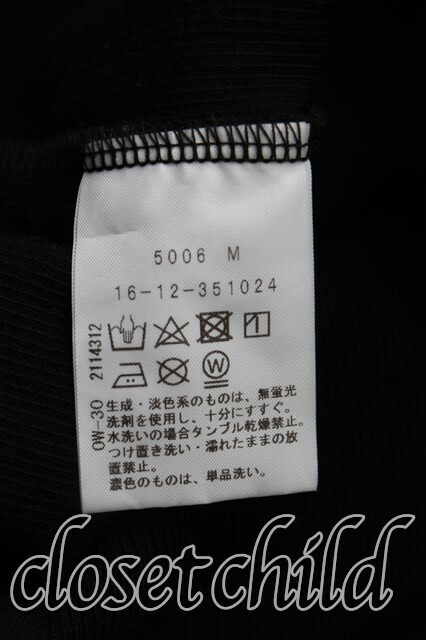 5006 M
16-12-351024
0W-30 2114312
W
生成・淡色系のものは、無蛍光
洗剤を使用し、十分にすすぐ。
水洗いの場合タンブル乾燥禁止。
つけ置き洗い・濡れたままの放
置禁止。
濃色のものは、単品洗い。
closet child